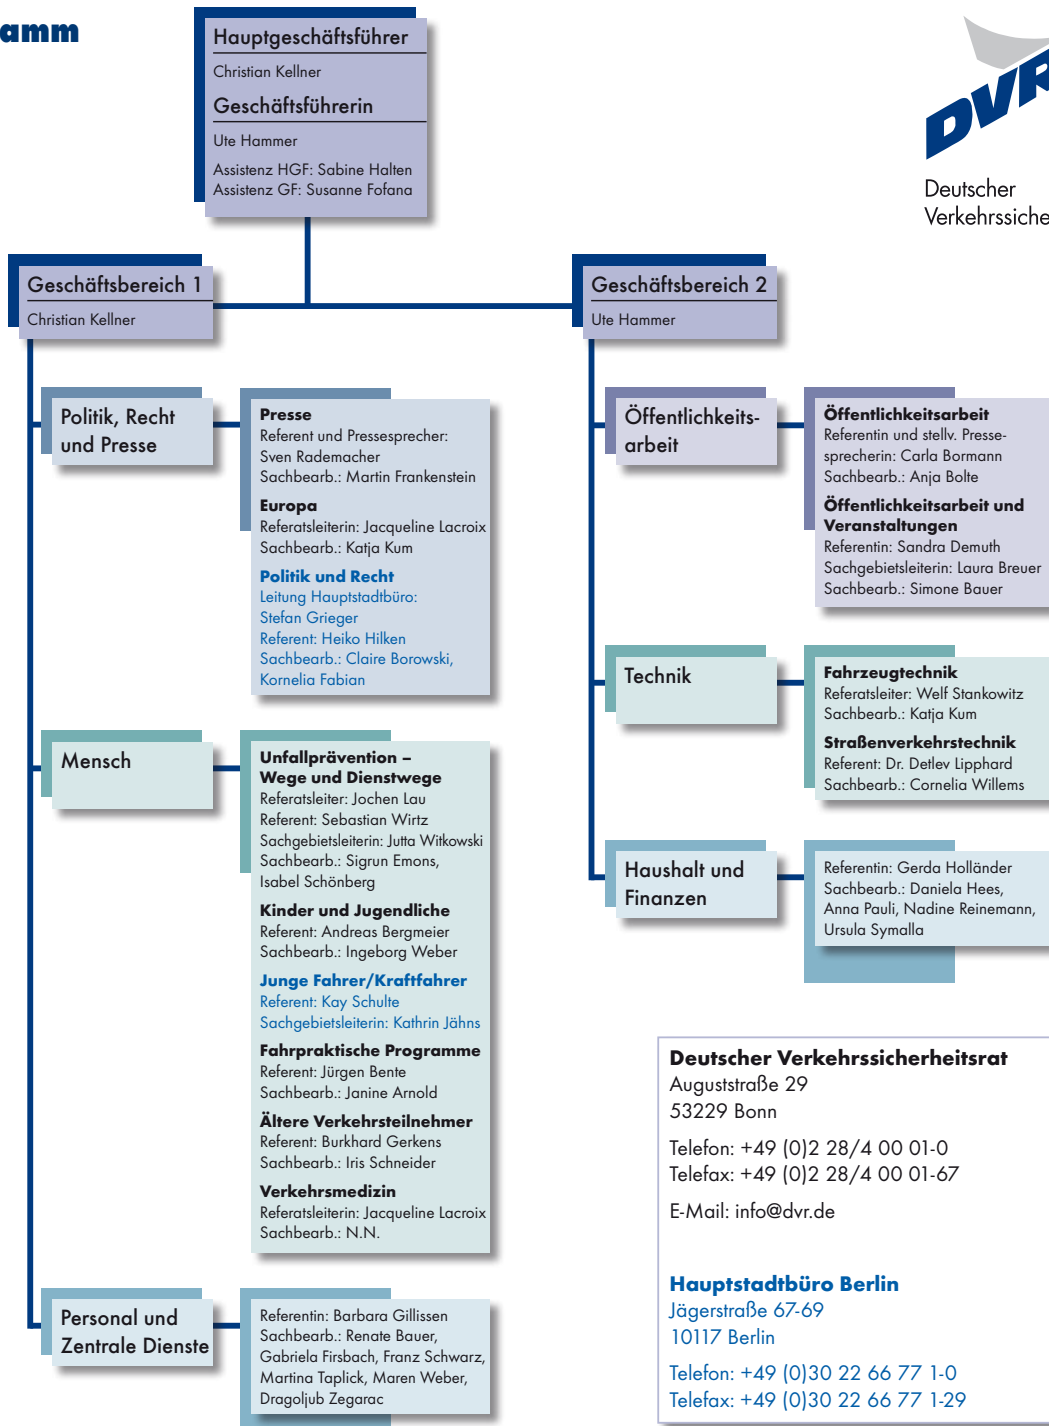 amm
Hauptgeschäftsführer
Christian Kellner
Geschäftsführerin
Ute Hammer
Assistenz HGF: Sabine Halten
Assistenz GF: Susanne Fofana
DVR
Deutscher
Verkehrssiche
Geschäftsbereich 1
Christian Kellner
Politik, Recht
und Presse
Presse
Referent und Pressesprecher:
Sven Rademacher
Sachbearb.: Martin Frankenstein
Europa
Referatsleiterin: Jacqueline Lacroix
Sachbearb.: Katja Kum
Politik und Recht
Leitung Hauptstadtbüro:
Stefan Grieger
Referent: Heiko Hilken
Sachbearb.: Claire Borowski,
Kornelia Fabian
Mensch
Unfallprävention –
Wege und Dienstwege
Referatsleiter: Jochen Lau
Referent: Sebastian Wirtz
Sachgebietsleiterin: Jutta Witkowski
Sachbearb.: Sigrun Emons,
Isabel Schönberg
Kinder und Jugendliche
Referent: Andreas Bergmeier
Sachbearb.: Ingeborg Weber
Junge Fahrer/Kraftfahrer
Referent: Kay Schulte
Sachgebietsleiterin: Kathrin Jähns
Fahrpraktische Programme
Referent: Jürgen Bente
Sachbearb.: Janine Arnold
Ältere Verkehrsteilnehmer
Referent: Burkhard Gerkens
Sachbearb.: Iris Schneider
Verkehrsmedizin
Referatsleiterin: Jacqueline Lacroix
Sachbearb.: N.N.
Personal und
Zentrale Dienste
Referentin: Barbara Gillissen
Sachbearb.: Renate Bauer,
Gabriela Firsbach, Franz Schwarz,
Martina Taplick, Maren Weber,
Dragoljub Zegarac
Geschäftsbereich 2
Ute Hammer
Öffentlichkeits-
arbeit
Öffentlichkeitsarbeit
Referentin und stellv. Presse-
sprecherin: Carla Bormann
Sachbearb.: Anja Bolte
Öffentlichkeitsarbeit und
Veranstaltungen
Referentin: Sandra Demuth
Sachgebietsleiterin: Laura Breuer
Sachbearb.: Simone Bauer
Technik
Fahrzeugtechnik
Referatsleiter: Welf Stankowitz
Sachbearb.: Katja Kum
Straßenverkehrstechnik
Referent: Dr. Detlev Lipphard
Sachbearb.: Cornelia Willems
Haushalt und
Finanzen
Referentin: Gerda Holländer
Sachbearb.: Daniela Hees,
Anna Pauli, Nadine Reinemann,
Ursula Symalla
Deutscher Verkehrssicherheitsrat
Auguststraße 29
53229 Bonn
Telefon: +49 (0)2 28/4 00 01-0
Telefax: +49 (0)2 28/4 00 01-67
E-Mail: info@dvr.de
Hauptstadtbüro Berlin
Jägerstraße 67-69
10117 Berlin
Telefon: +49 (0)30 22 66 77 1-0
Telefax: +49 (0)30 22 66 77 1-29